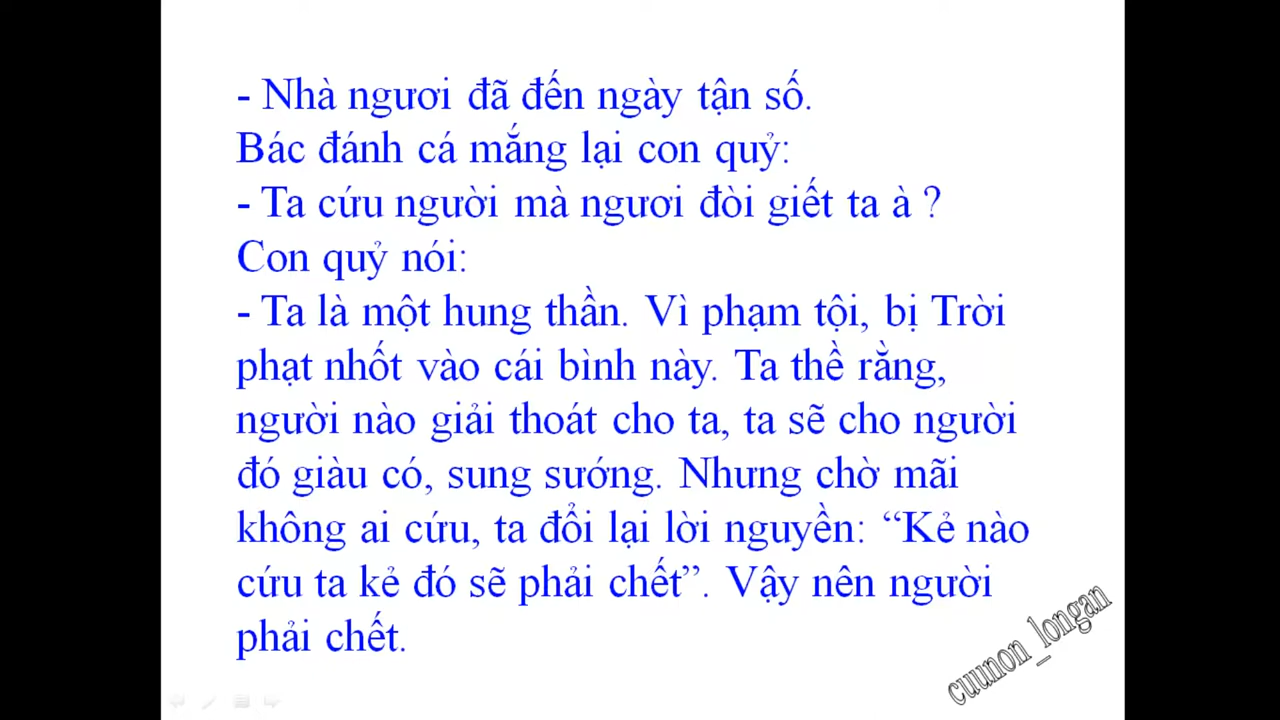 - Nhà ngươi đã đến ngày tận số.
Bác đánh cá mắng lại con quỷ:
- Ta cứu người mà ngươi đòi giết ta à ?
Con quỷ nói:
- Ta là một hung thần. Vì phạm tội, bị Trời
phạt nhốt vào cái bình này. Ta thề rằng,
người nào giải thoát cho ta, ta sẽ cho người
đó giàu có, sung sướng. Nhưng chờ mãi
không ai cứu, ta đổi lại lời nguyền: “Kẻ nào
cứu ta kẻ đó sẽ phải chết”. Vậy nên người
phải chết.
cuunon_longan